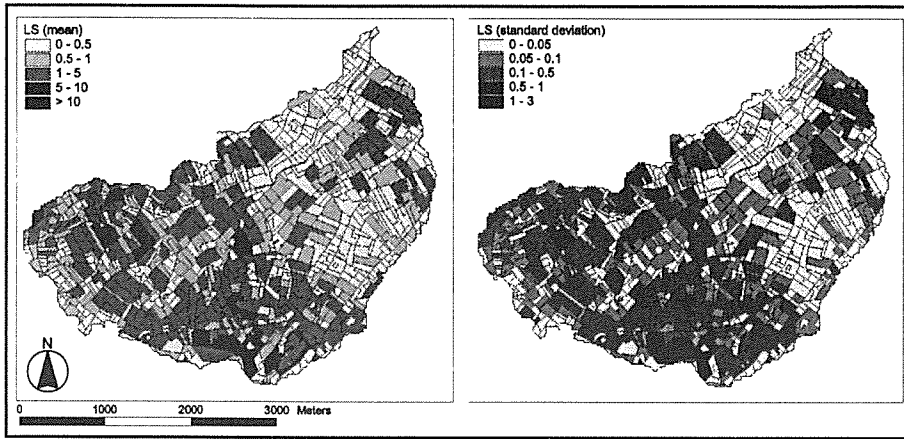 LS (mean)
0 - 0.5
0.5 - 1
1 - 5
5 - 10
> 10
LS (standard deviation)
0 - 0.05
0.05 - 0.1
0.1 - 0.5
0.5 - 1
1 - 3
N
0 1000 2000 3000 Meters